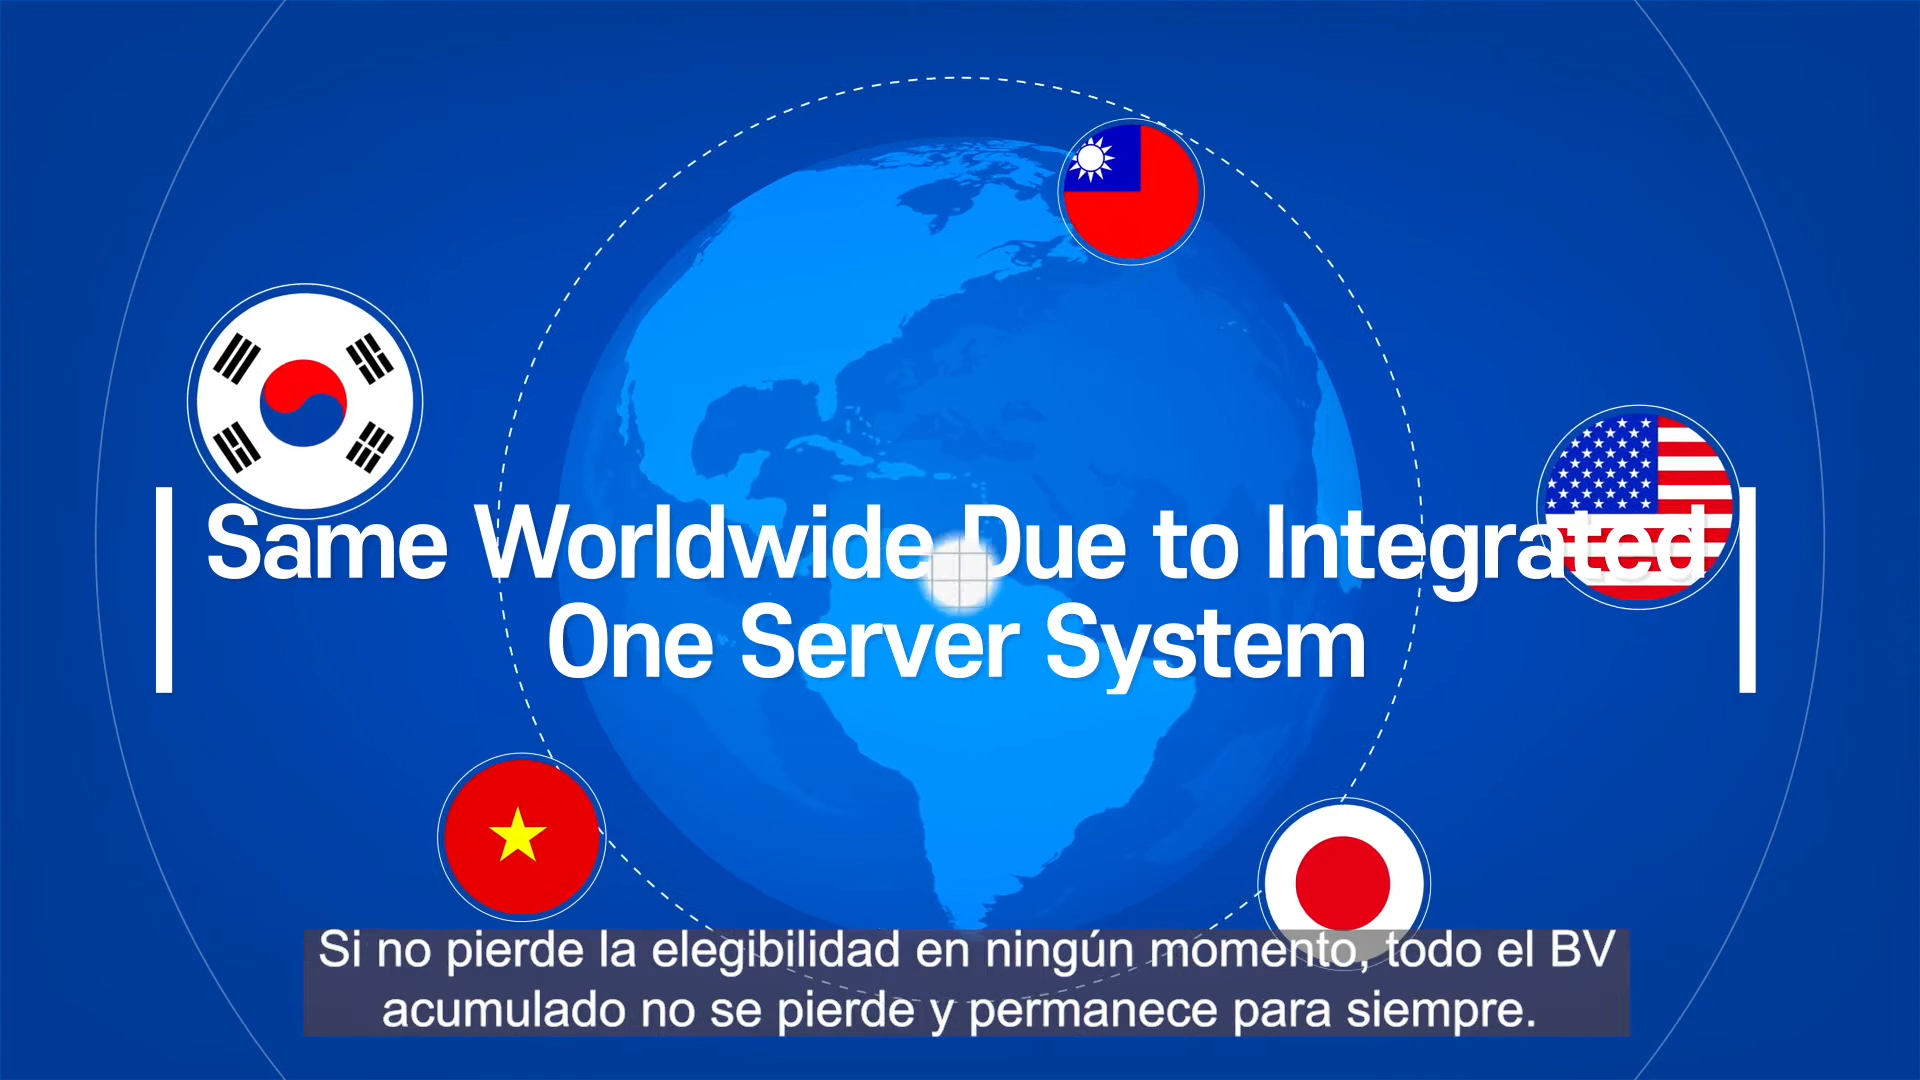 Same Worldwide Due to Integrated
One Server System
Si no pierde la elegibilidad en ningún momento, todo el BV
acumulado no se pierde y permanece para siempre.